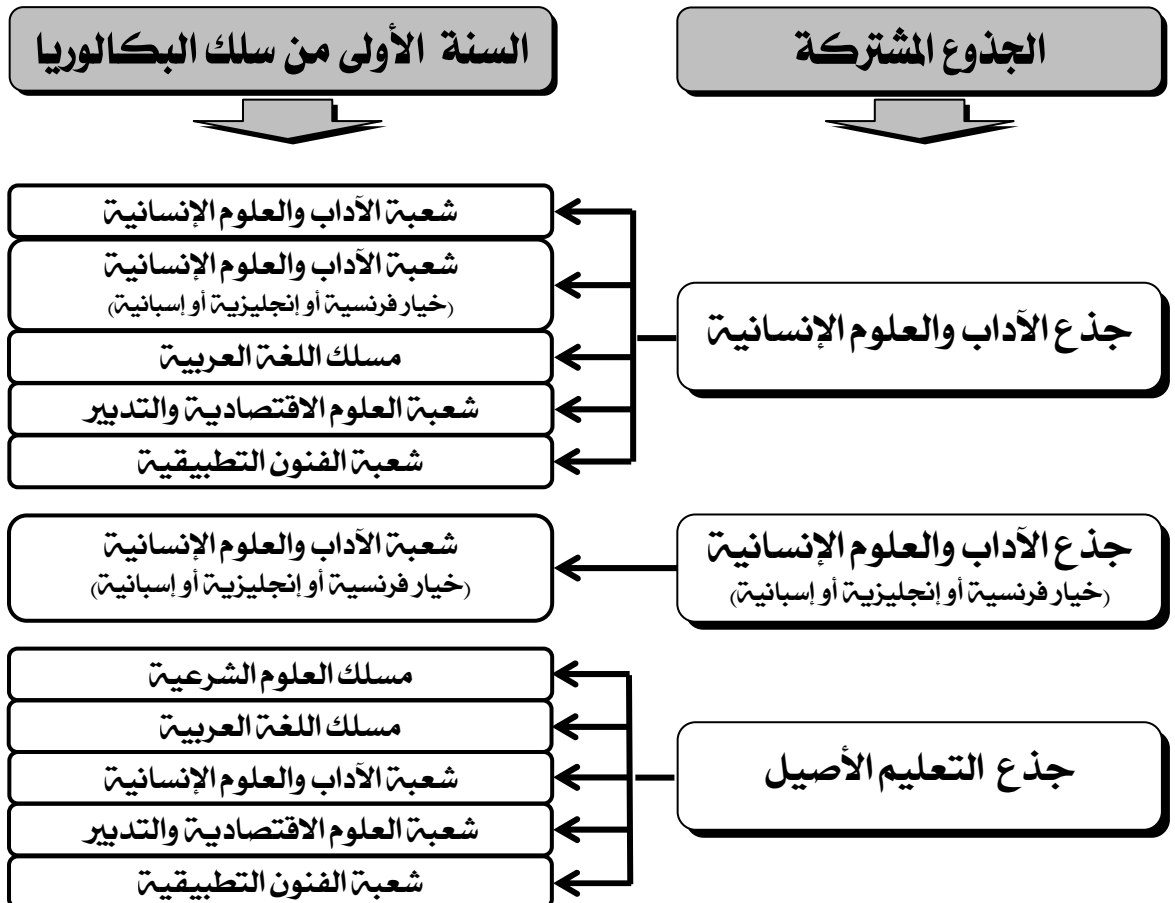 الجذوع المشتركة
السنة الأولى من سلك البكالوريا
جذع الآداب والعلوم الإنسانية
شعبة الآداب والعلوم الإنسانية
شعبة الآداب والعلوم الإنسانية
(خيار فرنسية أو إنجليزية أو إسبانية)
مسلك اللغة العربية
شعبة العلوم الاقتصادية والتدبير
شعبة الفنون التطبيقية
جذع الآداب والعلوم الإنسانية
(خيار فرنسية أو إنجليزية أو إسبانية)
شعبة الآداب والعلوم الإنسانية
(خيار فرنسية أو إنجليزية أو إسبانية)
جذع التعليم الأصيل
مسلك العلوم الشرعية
مسلك اللغة العربية
شعبة الآداب والعلوم الإنسانية
شعبة العلوم الاقتصادية والتدبير
شعبة الفنون التطبيقية